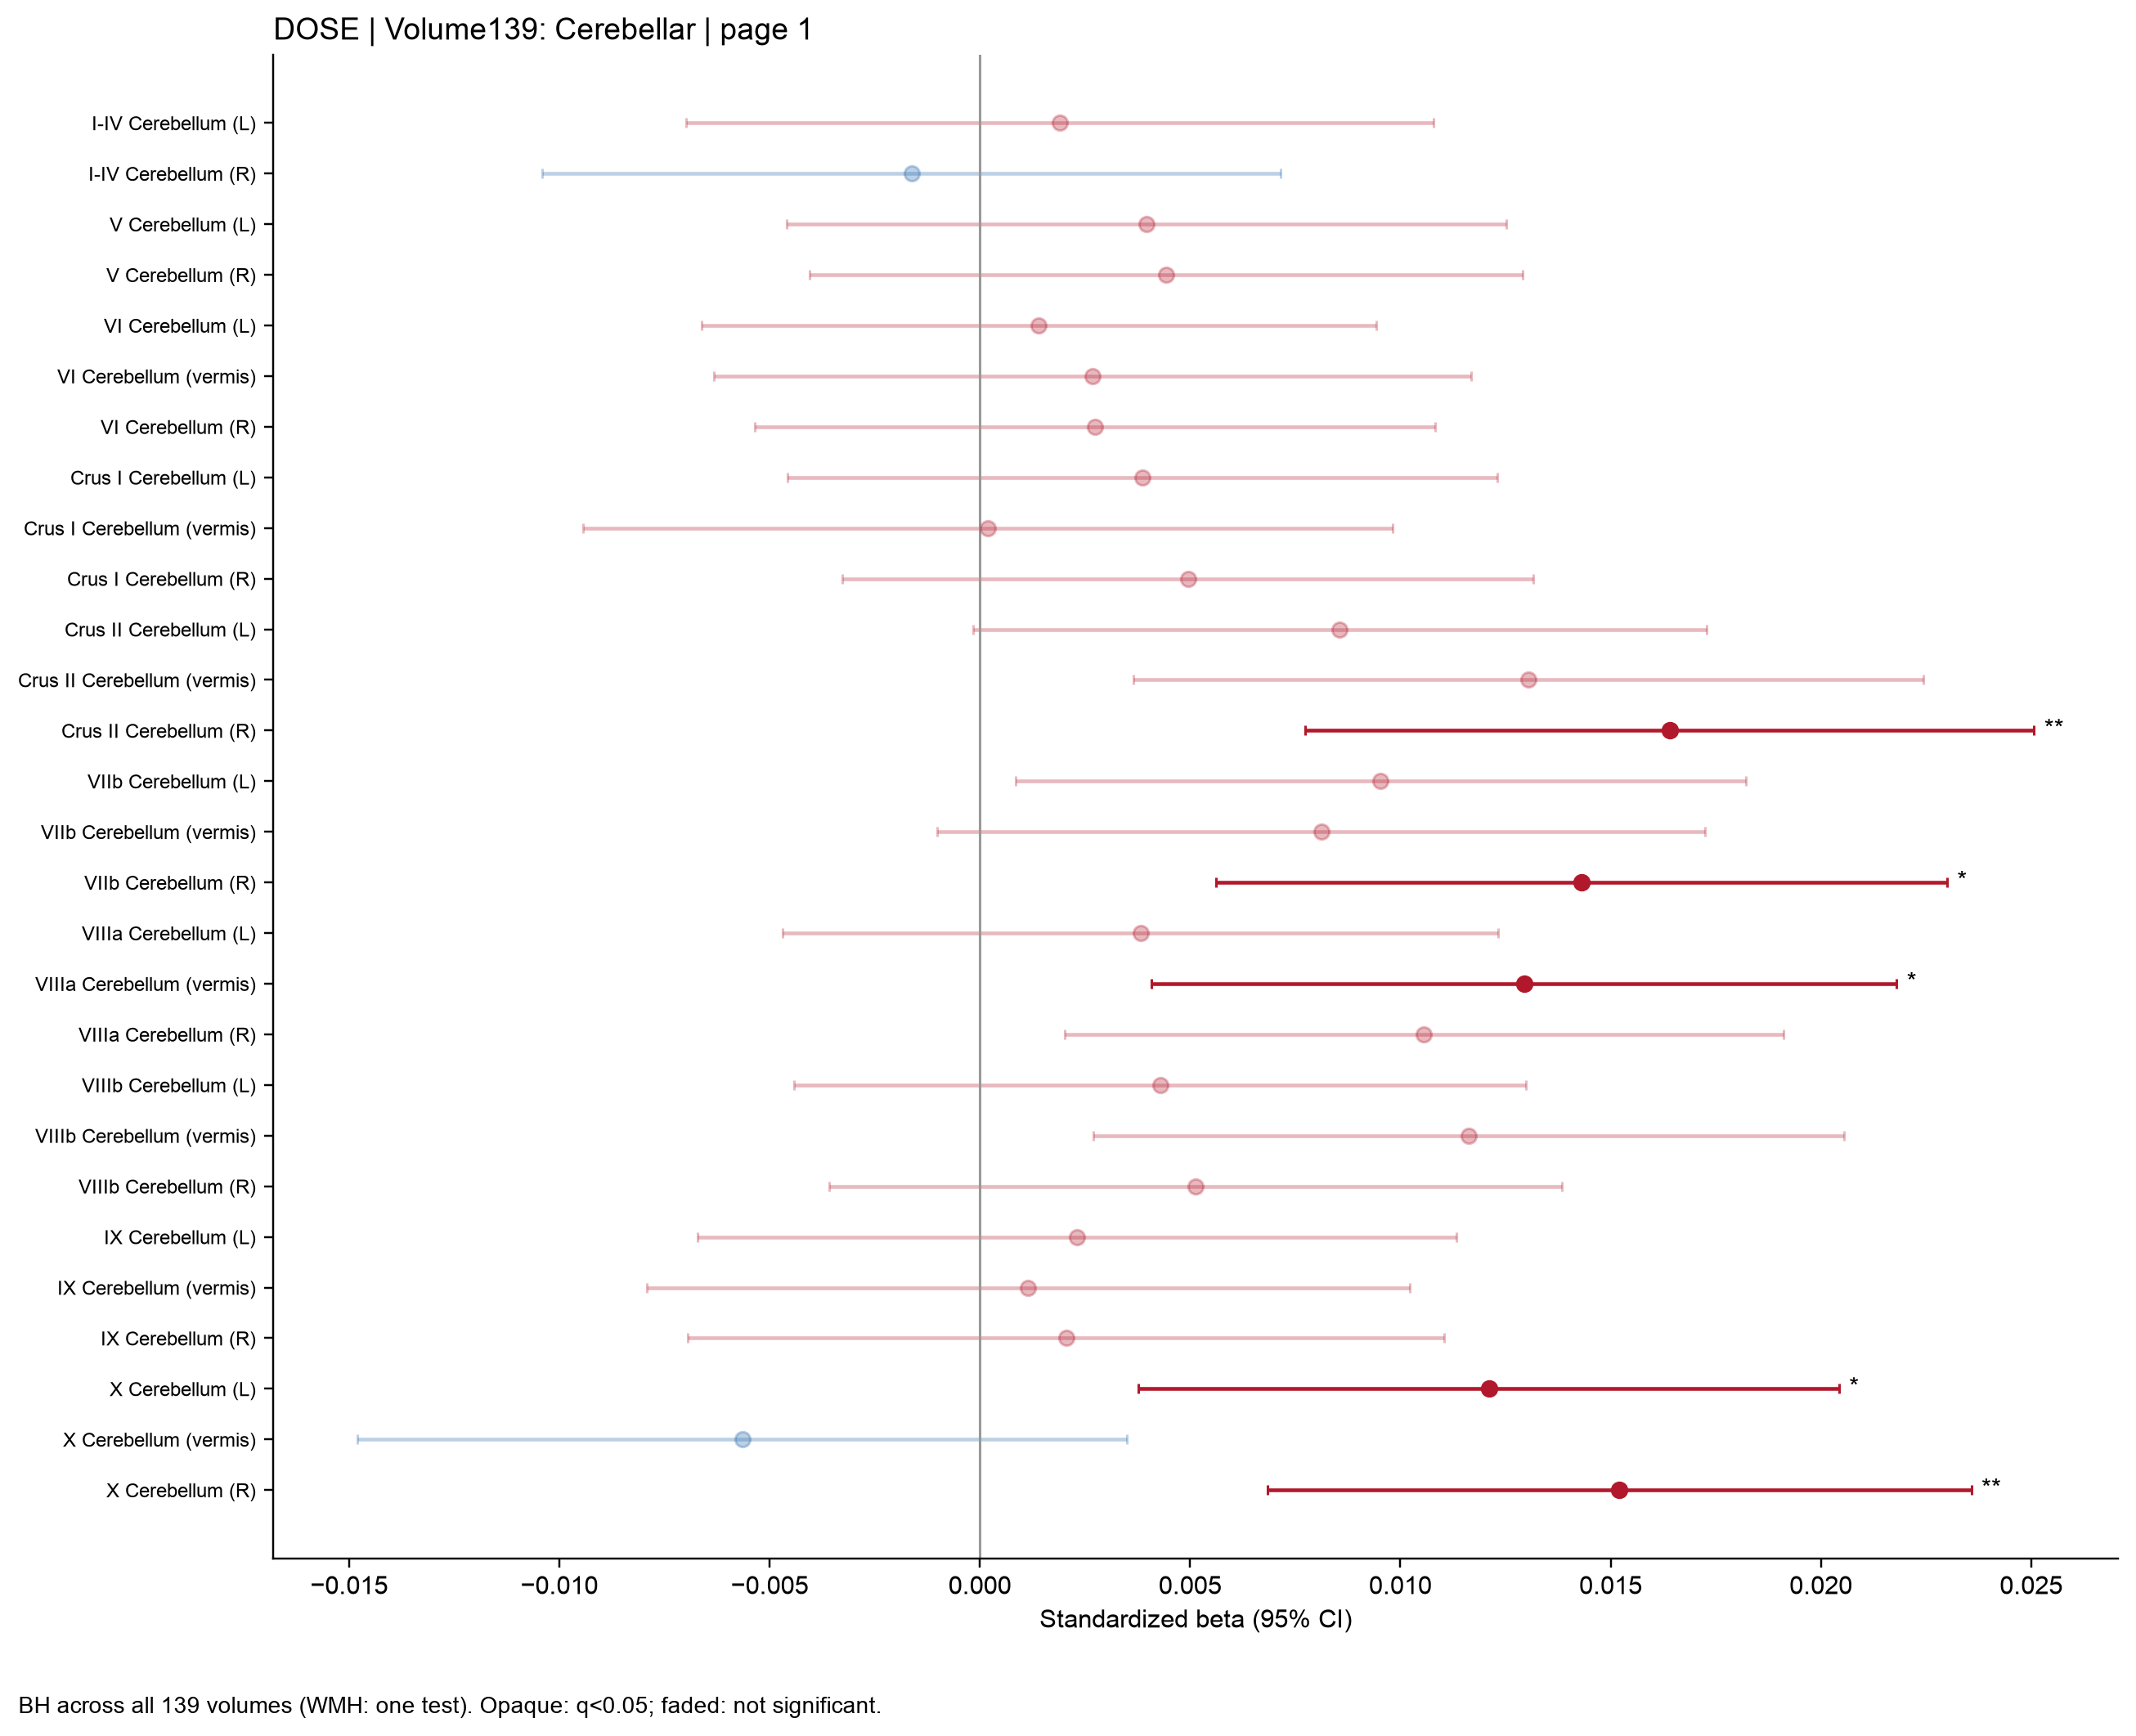 DOSE | Volume139: Cerebellar | page 1
I-IV Cerebellum (L)
I-IV Cerebellum (R)
V Cerebellum (L)
V Cerebellum (R)
VI Cerebellum (L)
VI Cerebellum (vermis)
VI Cerebellum (R)
Crus I Cerebellum (L)
Crus I Cerebellum (vermis)
Crus I Cerebellum (R)
Crus II Cerebellum (L)
Crus II Cerebellum (vermis)
Crus II Cerebellum (R) **
VIIb Cerebellum (L)
VIIb Cerebellum (vermis)
VIIb Cerebellum (R) *
VIIIa Cerebellum (L)
VIIIa Cerebellum (vermis) *
VIIIa Cerebellum (R)
VIIIb Cerebellum (L)
VIIIb Cerebellum (vermis)
VIIIb Cerebellum (R)
IX Cerebellum (L)
IX Cerebellum (vermis)
IX Cerebellum (R)
X Cerebellum (L) *
X Cerebellum (vermis)
X Cerebellum (R) **
−0.015 −0.010 −0.005 0.000 0.005 0.010 0.015 0.020 0.025
Standardized beta (95% CI)
BH across all 139 volumes (WMH: one test). Opaque: q<0.05; faded: not significant.